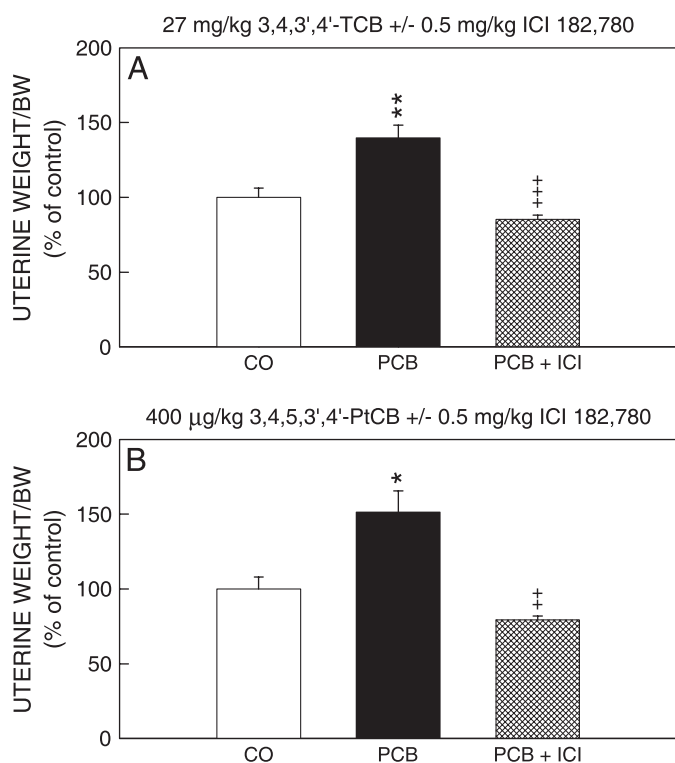 27 mg/kg 3,4,3',4'-TCB +/- 0.5 mg/kg ICI 182,780
A
UTERINE WEIGHT/BW
(% of control)
200
150
100
50
0
**
+++
CO
PCB
PCB + ICI
400 µg/kg 3,4,5,3',4'-PtCB +/- 0.5 mg/kg ICI 182,780
B
UTERINE WEIGHT/BW
(% of control)
200
150
100
50
0
*
++
CO
PCB
PCB + ICI